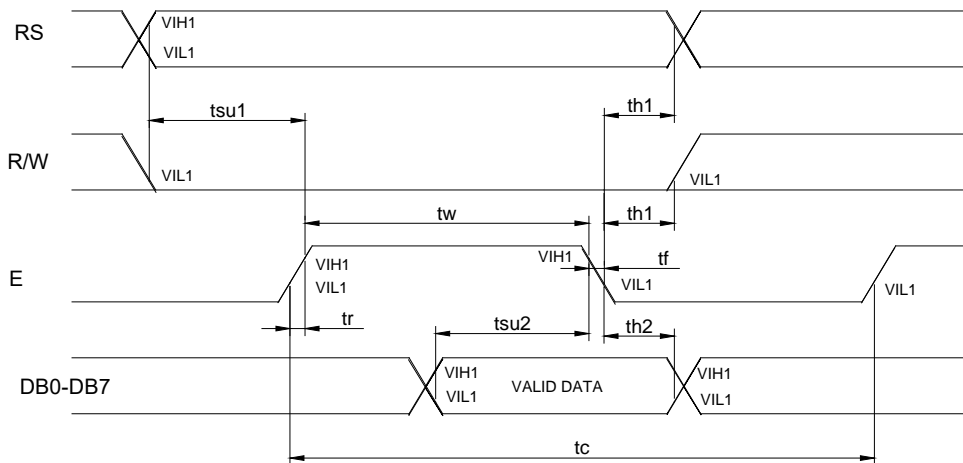 RS
VIH1
VIL1
tsu1
th1
R/W
VIL1
VIL1
tw
th1
E
VIH1
VIL1
VIH1
tf
VIL1
VIL1
tr
tsu2
th2
DB0-DB7
VIH1
VIL1
VALID DATA
VIH1
VIL1
tc